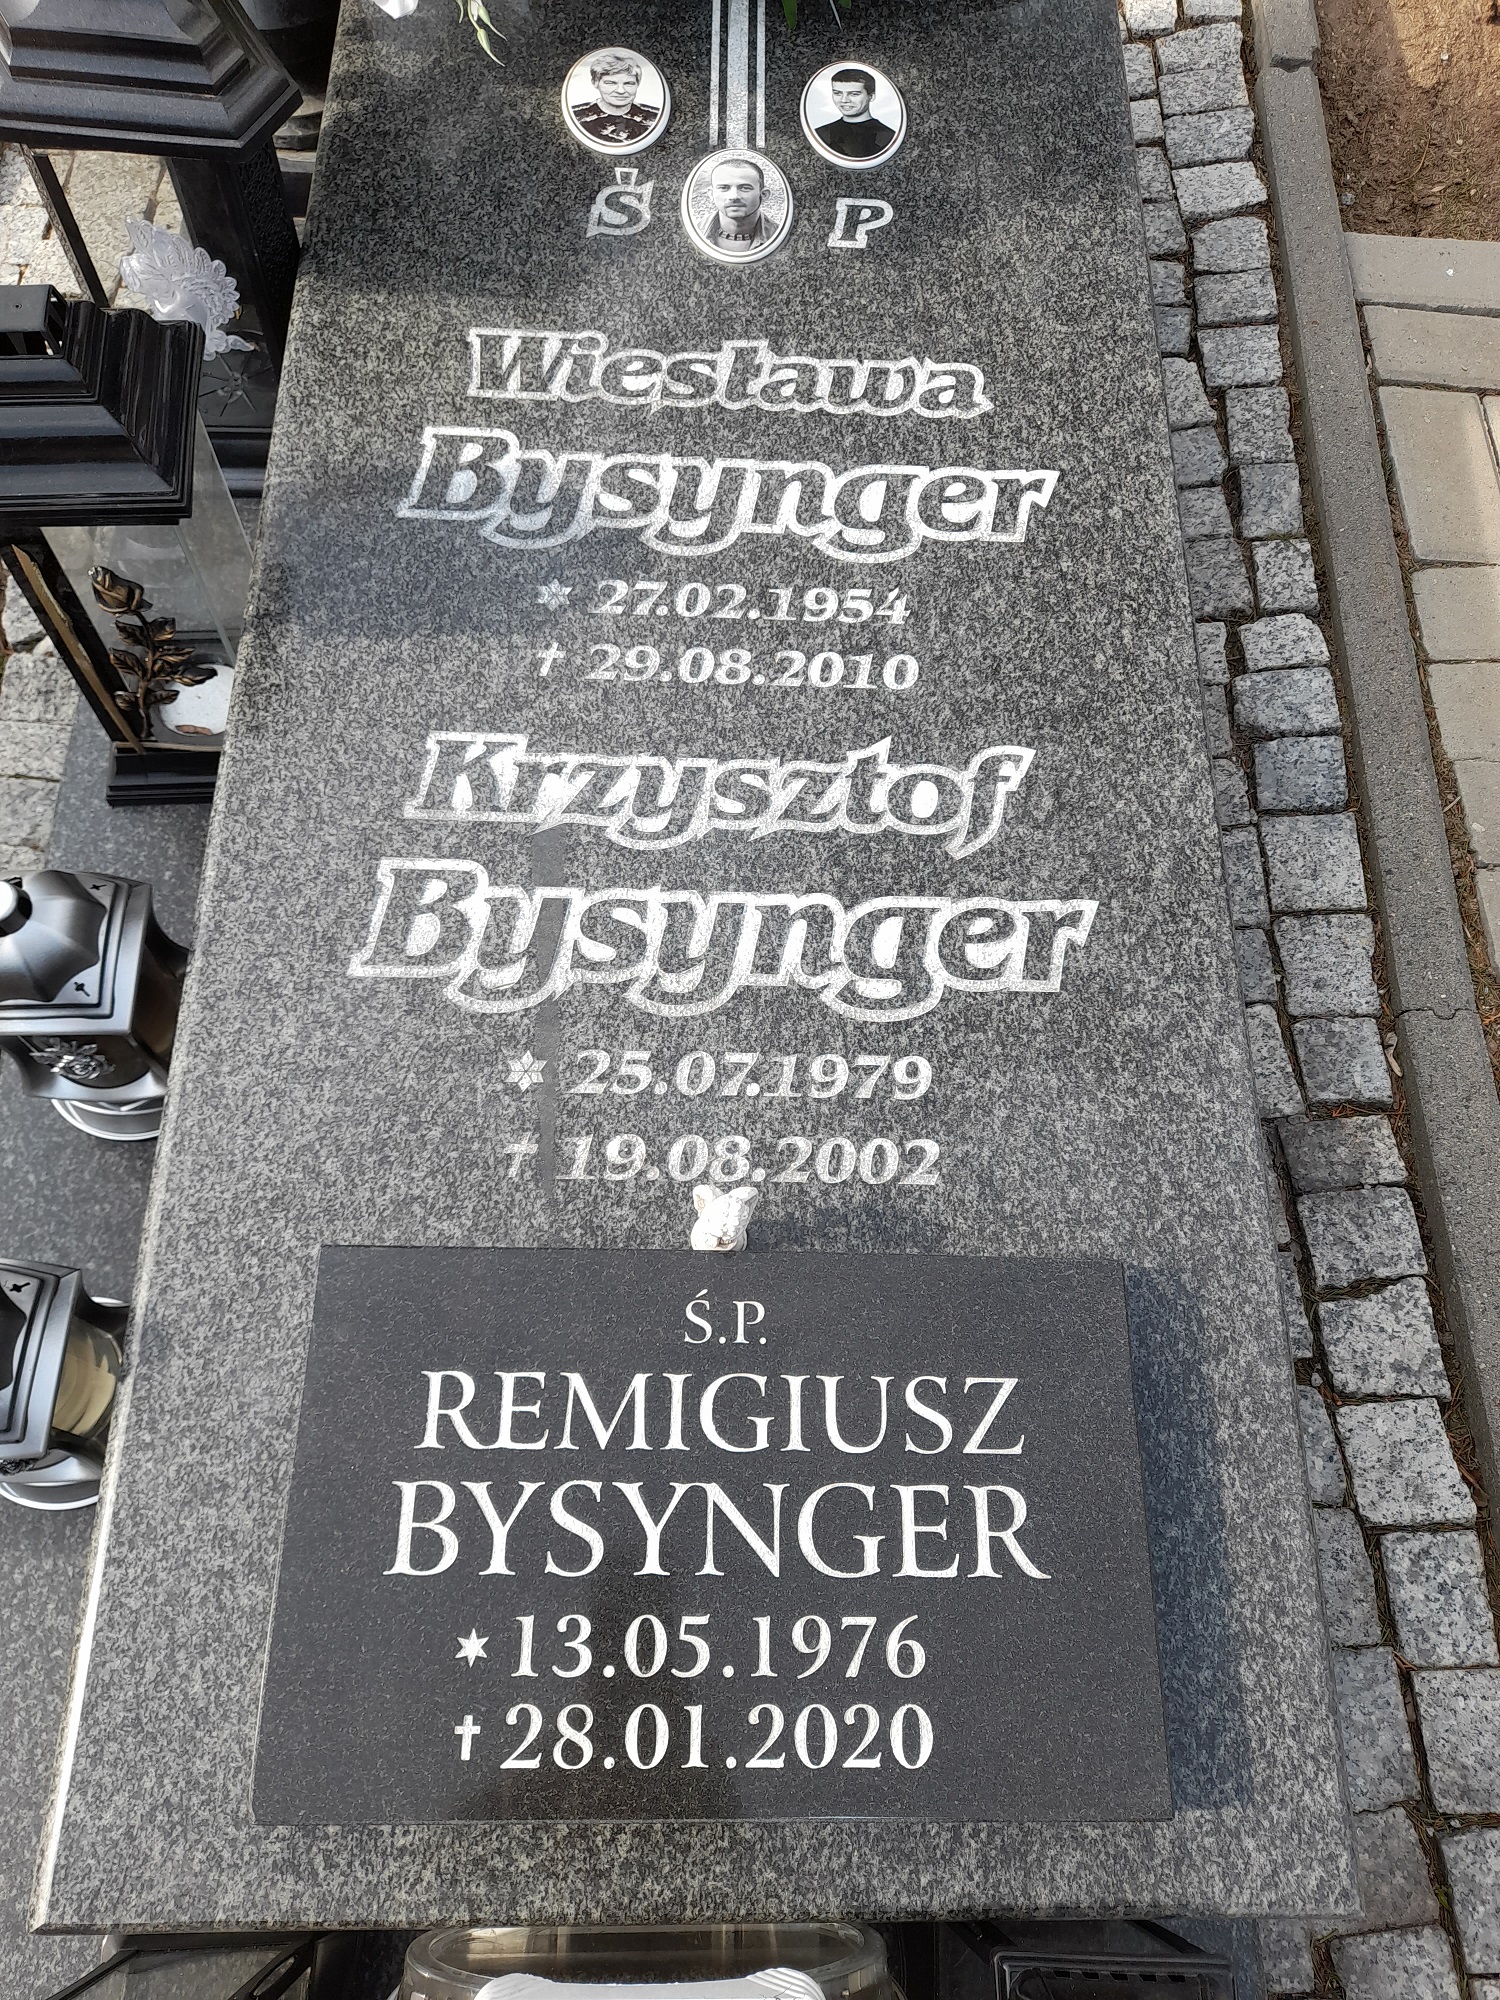 Ś P
Wiesława
Bysynger
* 27.02.1954
† 29.08.2010
Krzysztof
Bysynger
* 25.07.1979
† 19.08.2002
Ś.P.
REMIGIUSZ
BYSYNGER
* 13.05.1976
† 28.01.2020